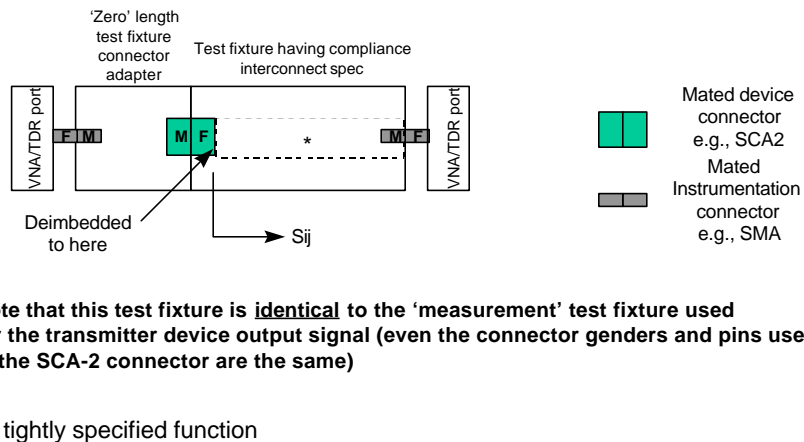 ‘Zero’ length
test fixture
connector
adapter
Test fixture having compliance
interconnect spec
VNA/TDR port
F M
M F
*
M F
VNA/TDR port
Deimbedded
to here
Sij
Mated device
connector
e.g., SCA2
Mated
Instrumentation
connector
e.g., SMA
that this test fixture is identical to the ‘measurement’ test fixture used
the transmitter device output signal (even the connector genders and pins use
the SCA-2 connector are the same)
tightly specified function